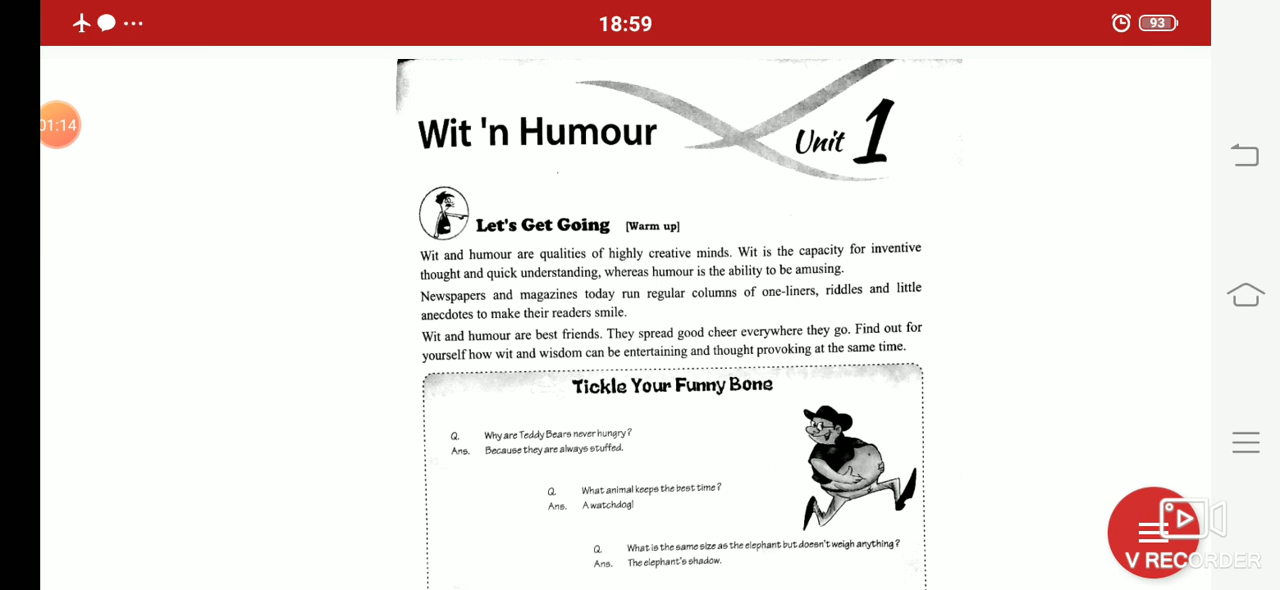 18:59
93
01:14
Wit 'n Humour
Unit 1
Let's Get Going [Warm up]
Wit and humour are qualities of highly creative minds. Wit is the capacity for inventive
thought and quick understanding, whereas humour is the ability to be amusing.
Newspapers and magazines today run regular columns of one-liners, riddles and little
anecdotes to make their readers smile.
Wit and humour are best friends. They spread good cheer everywhere they go. Find out for
yourself how wit and wisdom can be entertaining and thought provoking at the same time.
Tickle Your Funny Bone
Q. Why are Teddy Bears never hungry?
Ans. Because they are always stuffed.
Q. What animal keeps the best time?
Ans. A watchdog!
Q. What is the same size as the elephant but doesn't weigh anything?
Ans. The elephant's shadow.
V RECORDER